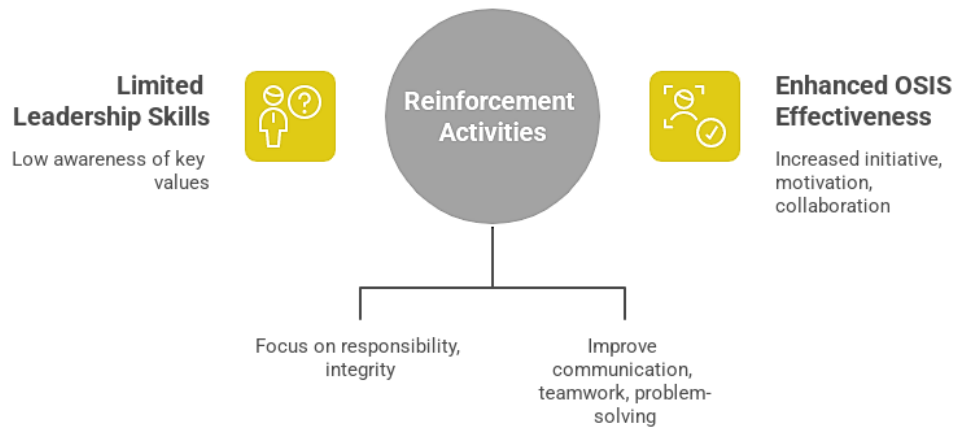 Limited
Leadership Skills
Low awareness of key
values
Reinforcement
Activities
Enhanced OSIS
Effectiveness
Increased initiative,
motivation,
collaboration
Focus on responsibility,
integrity
Improve
communication,
teamwork, problem-
solving